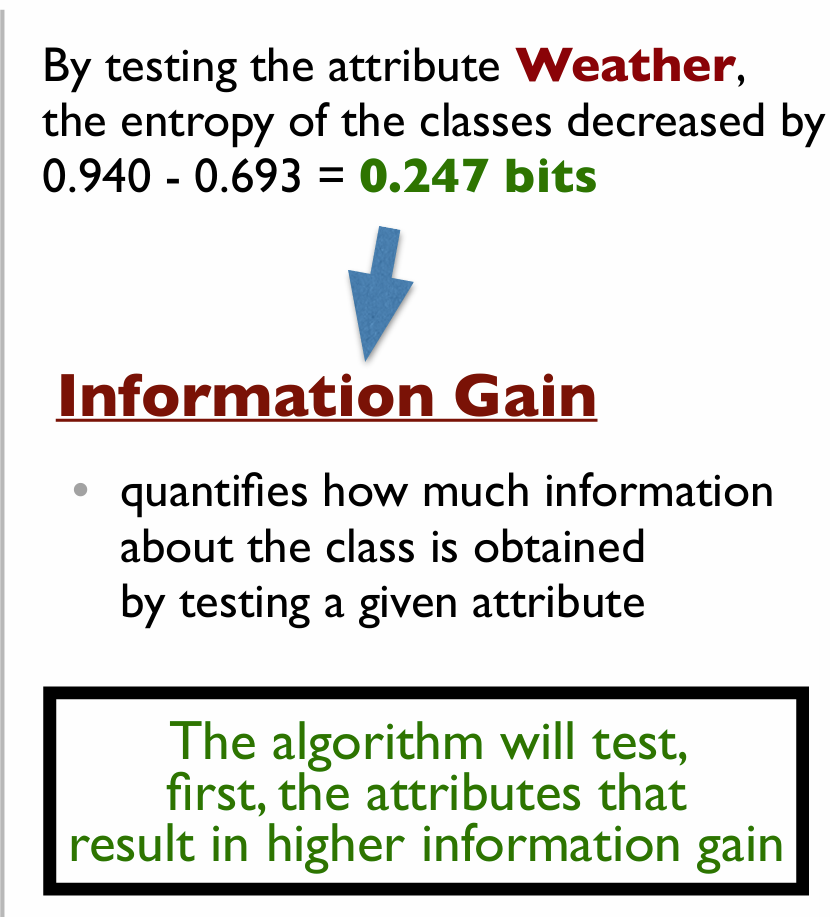 By testing the attribute Weather,
the entropy of the classes decreased by
0.940 - 0.693 = 0.247 bits
Information Gain
• quantifies how much information
about the class is obtained
by testing a given attribute
The algorithm will test,
first, the attributes that
result in higher information gain